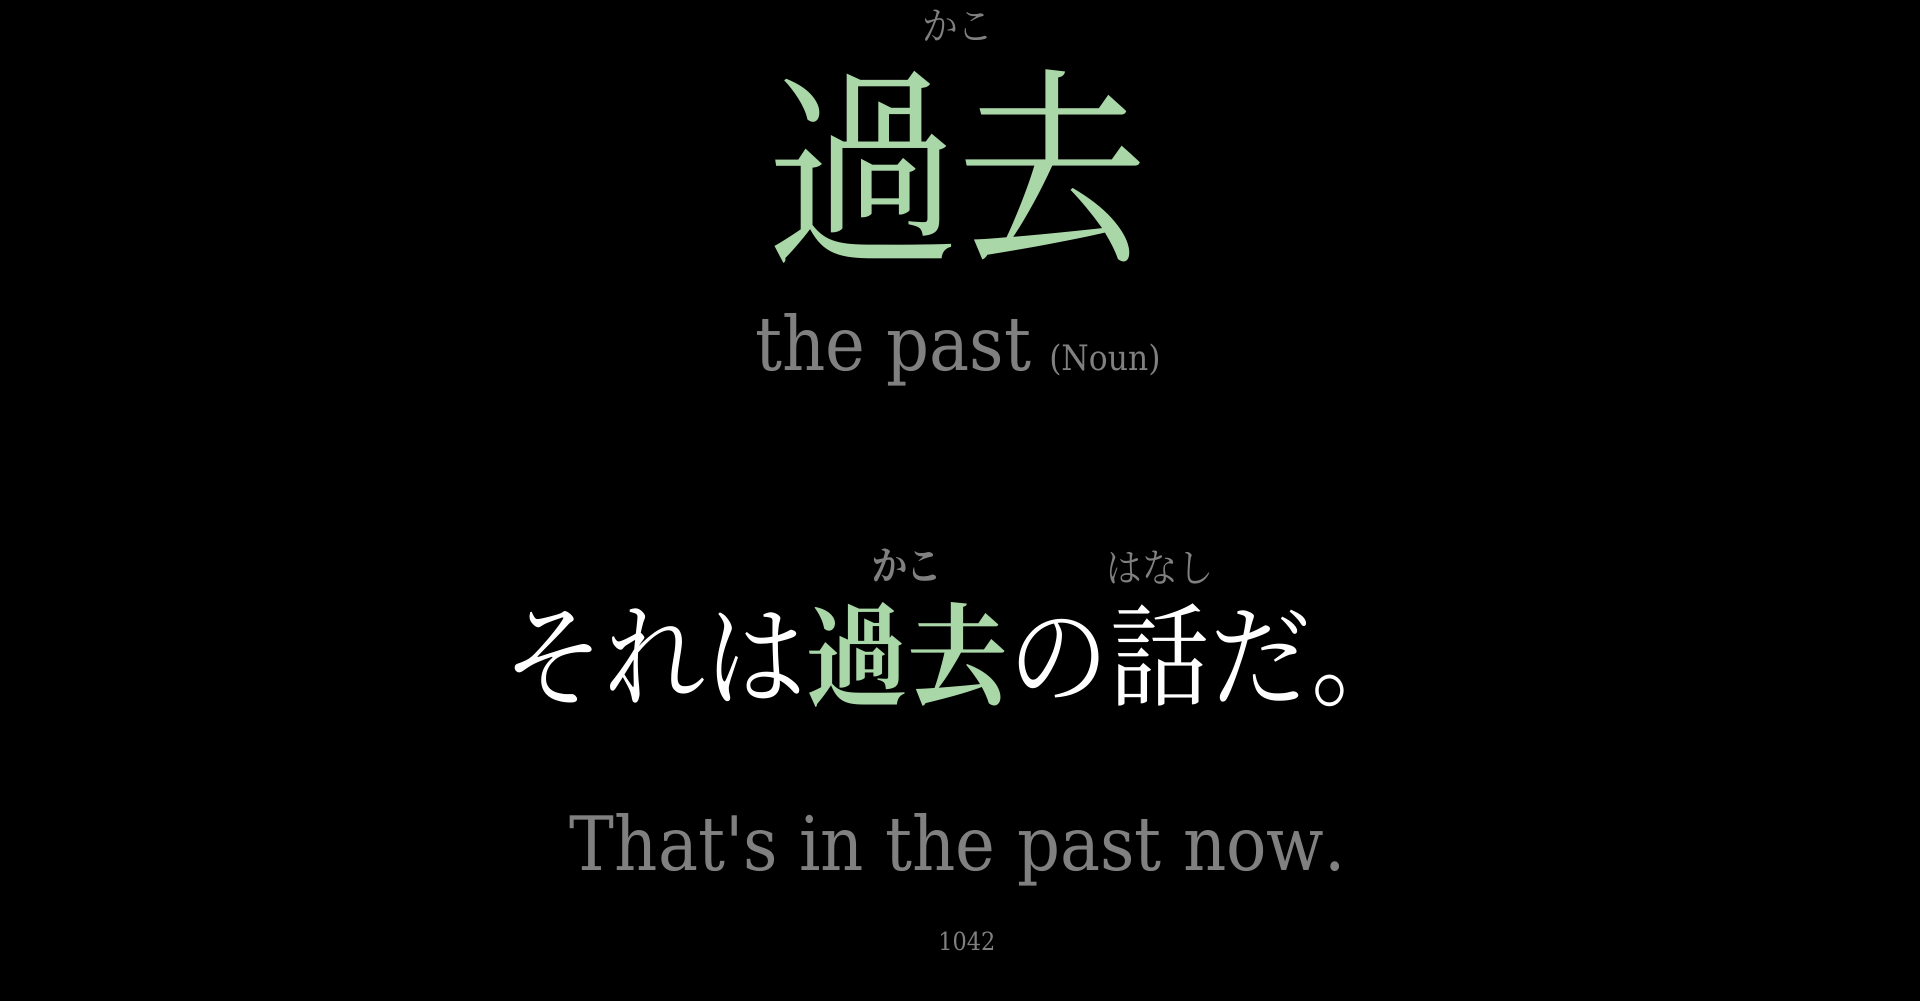 かこ
過去
the past (Noun)
かこ はなし
それは過去の話だ。
That's in the past now.
1042